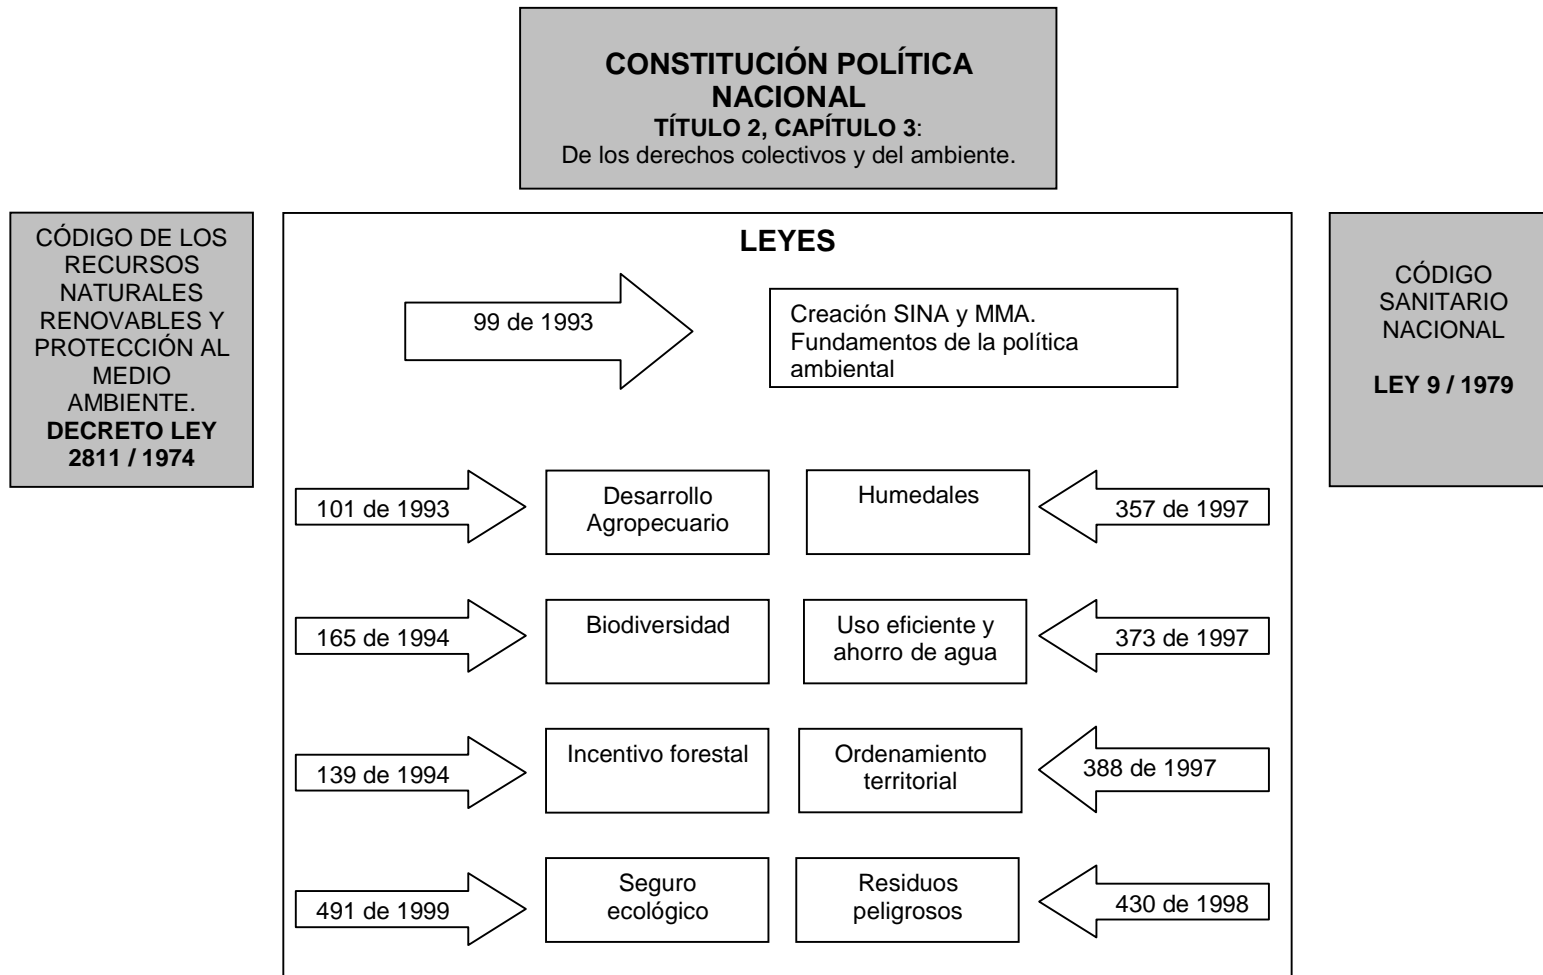 CONSTITUCIÓN POLÍTICA
NACIONAL
TÍTULO 2, CAPÍTULO 3:
De los derechos colectivos y del ambiente.
CÓDIGO DE LOS
RECURSOS
NATURALES
RENOVABLES Y
PROTECCIÓN AL
MEDIO
AMBIENTE.
DECRETO LEY
2811 / 1974
LEYES
99 de 1993
Creación SINA y MMA.
Fundamentos de la política
ambiental
101 de 1993
Desarrollo
Agropecuario
Humedales
357 de 1997
165 de 1994
Biodiversidad
Uso eficiente y
ahorro de agua
373 de 1997
139 de 1994
Incentivo forestal
Ordenamiento
territorial
388 de 1997
491 de 1999
Seguro
ecológico
Residuos
peligrosos
430 de 1998
CÓDIGO
SANITARIO
NACIONAL
LEY 9 / 1979